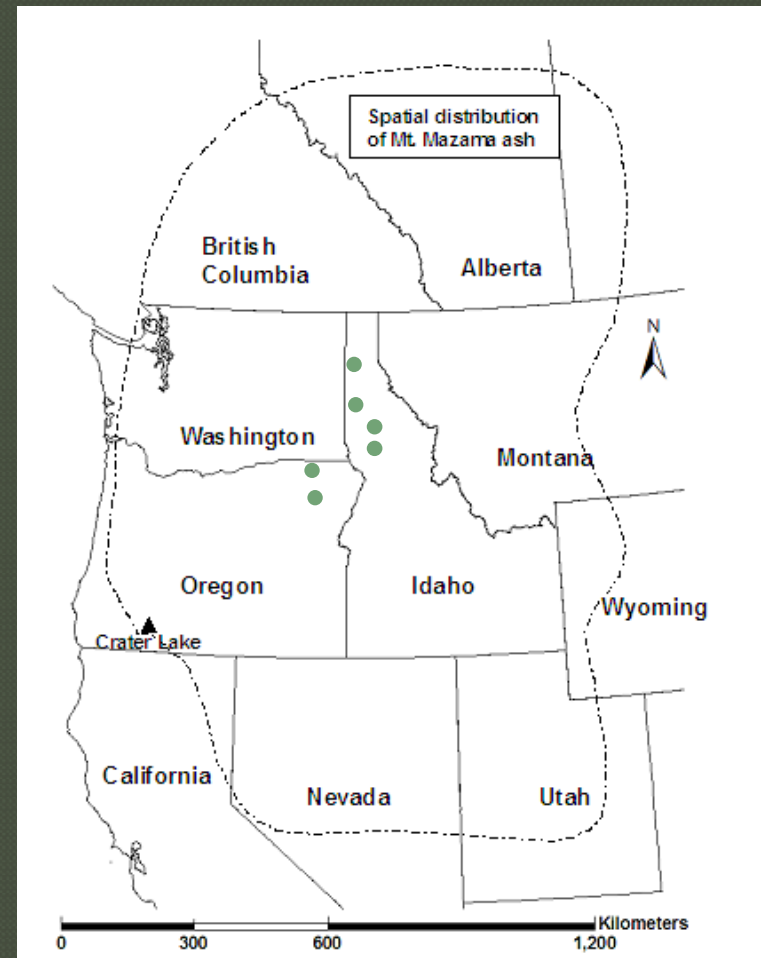 Spatial distribution
of Mt. Mazama ash
British
Columbia
Alberta
N
Washington
Montana
Oregon
Idaho
Wyoming
Crater Lake
California
Nevada
Utah
Kilometers
0 300 600 1,200